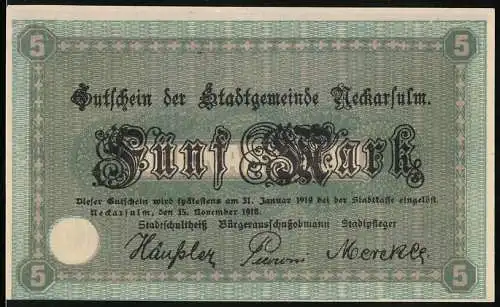 5 5
Gutschein der Stadtgemeinde Neckarsulm.
Fünf Mark
Dieser Gutschein wird spätestens am 31. Januar 1919 bei der Stadtkasse eingelöst.
Neckarsulm, den 15. November 1918.
Stadtschultheiß Bürgerausschußobmann Stadtpfleger
Häußler Merckle
5 5